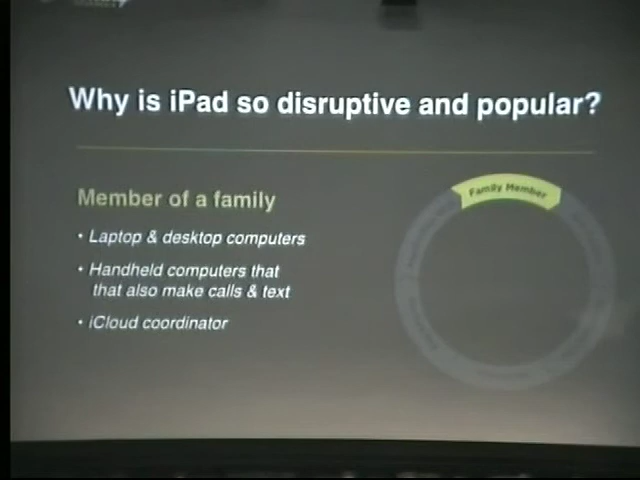 Why is iPad so disruptive and popular?
Member of a family
• Laptop & desktop computers
• Handheld computers that
that also make calls & text
• iCloud coordinator
Family Member